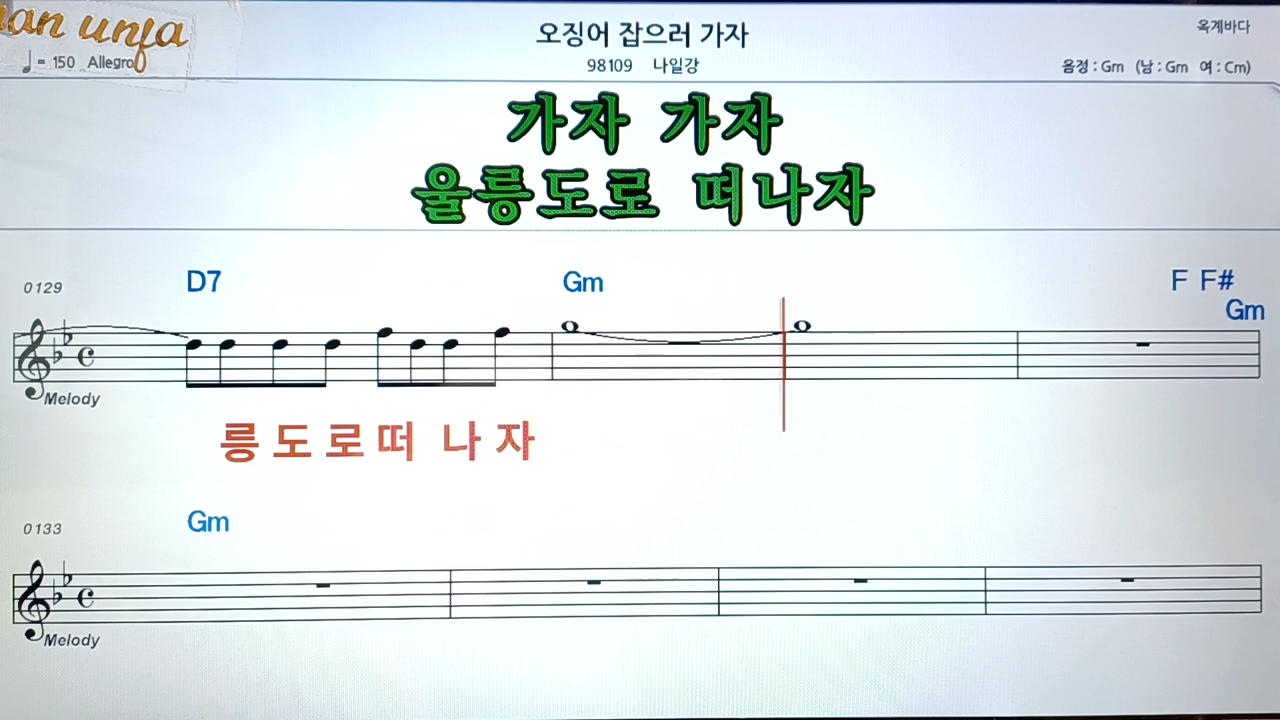 unja
오징어 잡으러 가자
옥계바다
♩ = 150 Allegro
98109 나일강
음정 : Gm (남 : Gm 여 : Cm)
가자 가자
울릉도로 떠나자
0129
D7 Gm F F#
Gm
Melody
릉 도 로 떠 나 자
0133
Gm
Melody